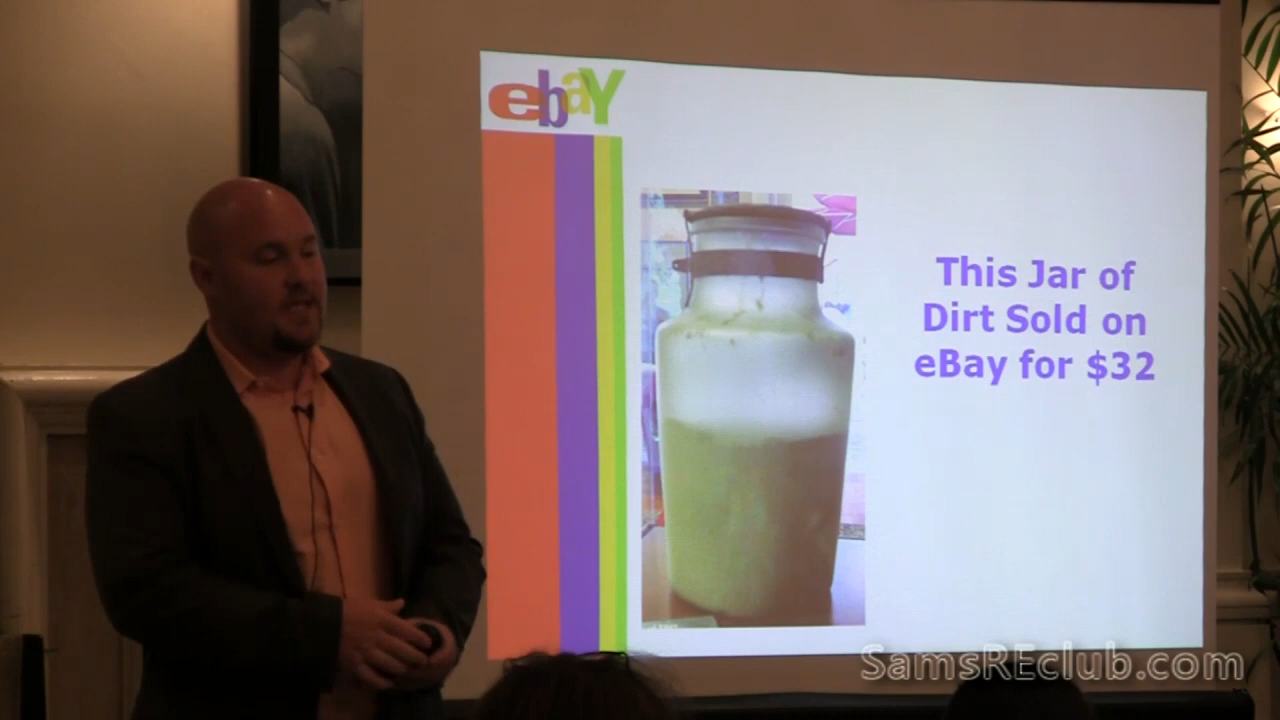 ebaY
This Jar of
Dirt Sold on
eBay for $32
SamsREclub.com